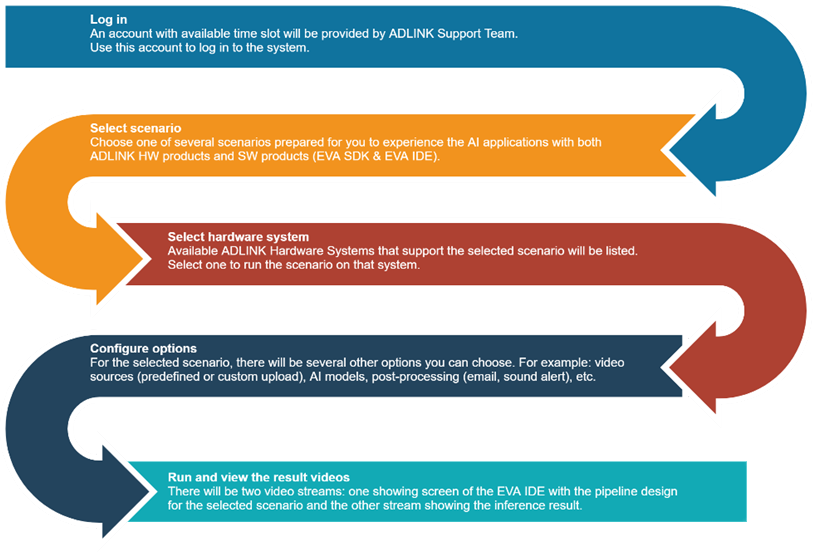 Log in
An account with available time slot will be provided by ADLINK Support Team.
Use this account to log in to the system.
Select scenario
Choose one of several scenarios prepared for you to experience the AI applications with both
ADLINK HW products and SW products (EVA SDK & EVA IDE).
Select hardware system
Available ADLINK Hardware Systems that support the selected scenario will be listed.
Select one to run the scenario on that system.
Configure options
For the selected scenario, there will be several other options you can choose. For example: video
sources (predefined or custom upload), AI models, post-processing (email, sound alert), etc.
Run and view the result videos
There will be two video streams: one showing screen of the EVA IDE with the pipeline design
for the selected scenario and the other stream showing the inference result.